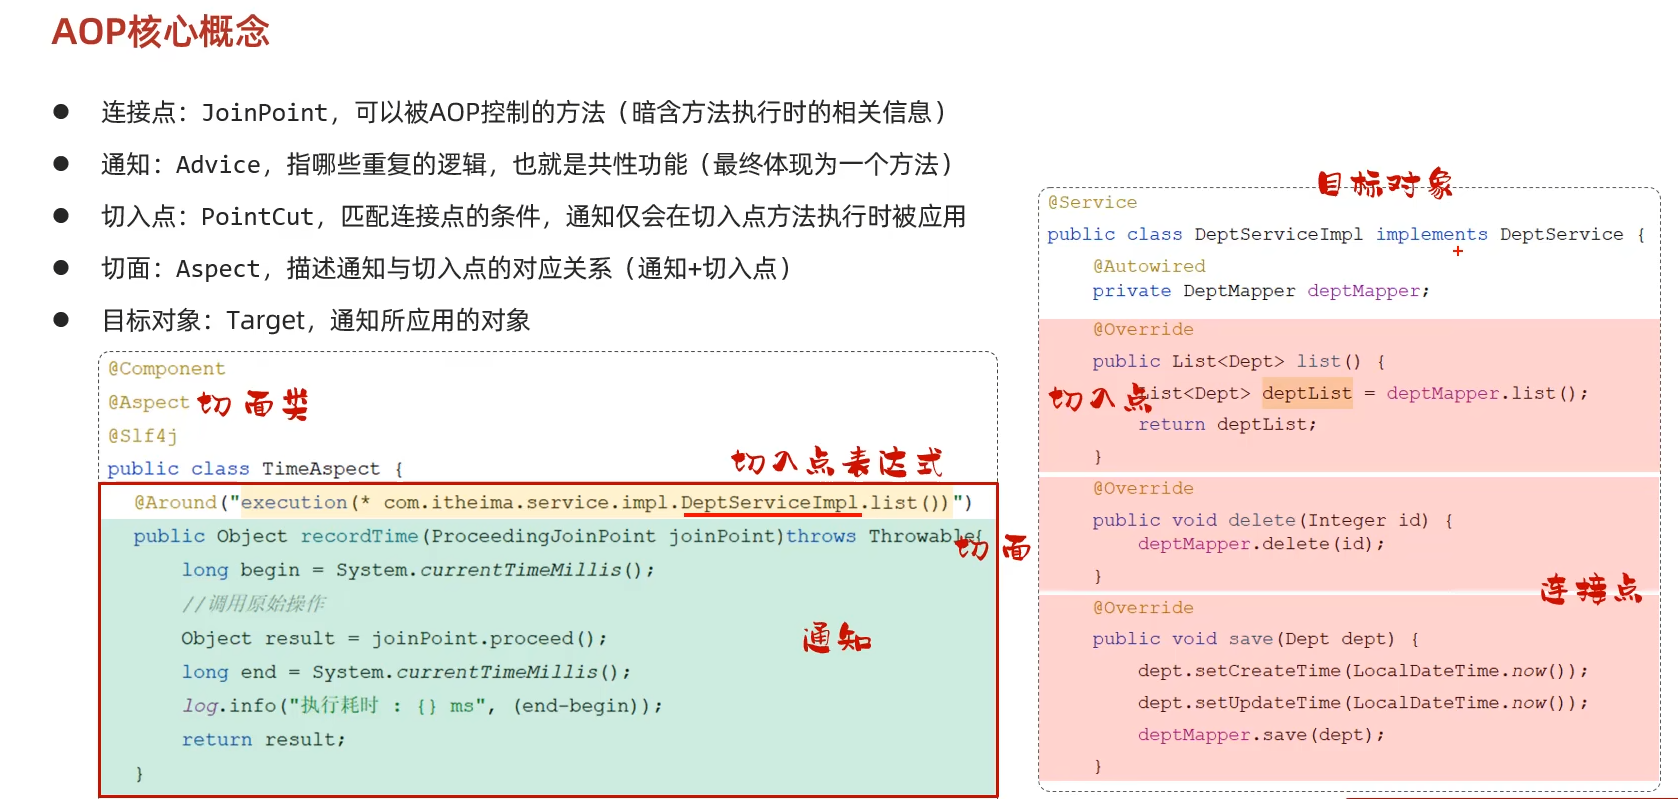 AOP核心概念
● 连接点：JoinPoint，可以被AOP控制的方法（暗含方法执行时的相关信息）
● 通知：Advice，指哪些重复的逻辑，也就是共性功能（最终体现为一个方法）
● 切入点：PointCut，匹配连接点的条件，通知仅会在切入点方法执行时被应用
● 切面：Aspect，描述通知与切入点的对应关系（通知+切入点）
● 目标对象：Target，通知所应用的对象
@Component
@Aspect 切面类
@Slf4j
public class TimeAspect {
切入点表达式
@Around("execution(* com.itheima.service.impl.DeptServiceImpl.list())")
public Object recordTime(ProceedingJoinPoint joinPoint)throws Throwable{
切面
long begin = System.currentTimeMillis();
//调用原始操作
Object result = joinPoint.proceed();
通知
long end = System.currentTimeMillis();
log.info("执行耗时 : {} ms", (end-begin));
return result;
}
目标对象
@Service
public class DeptServiceImpl implements DeptService {
@Autowired
private DeptMapper deptMapper;
@Override
public List<Dept> list() {
切入点
List<Dept> deptList = deptMapper.list();
return deptList;
}
@Override
public void delete(Integer id) {
deptMapper.delete(id);
}
连接点
@Override
public void save(Dept dept) {
dept.setCreateTime(LocalDateTime.now());
dept.setUpdateTime(LocalDateTime.now());
deptMapper.save(dept);
}